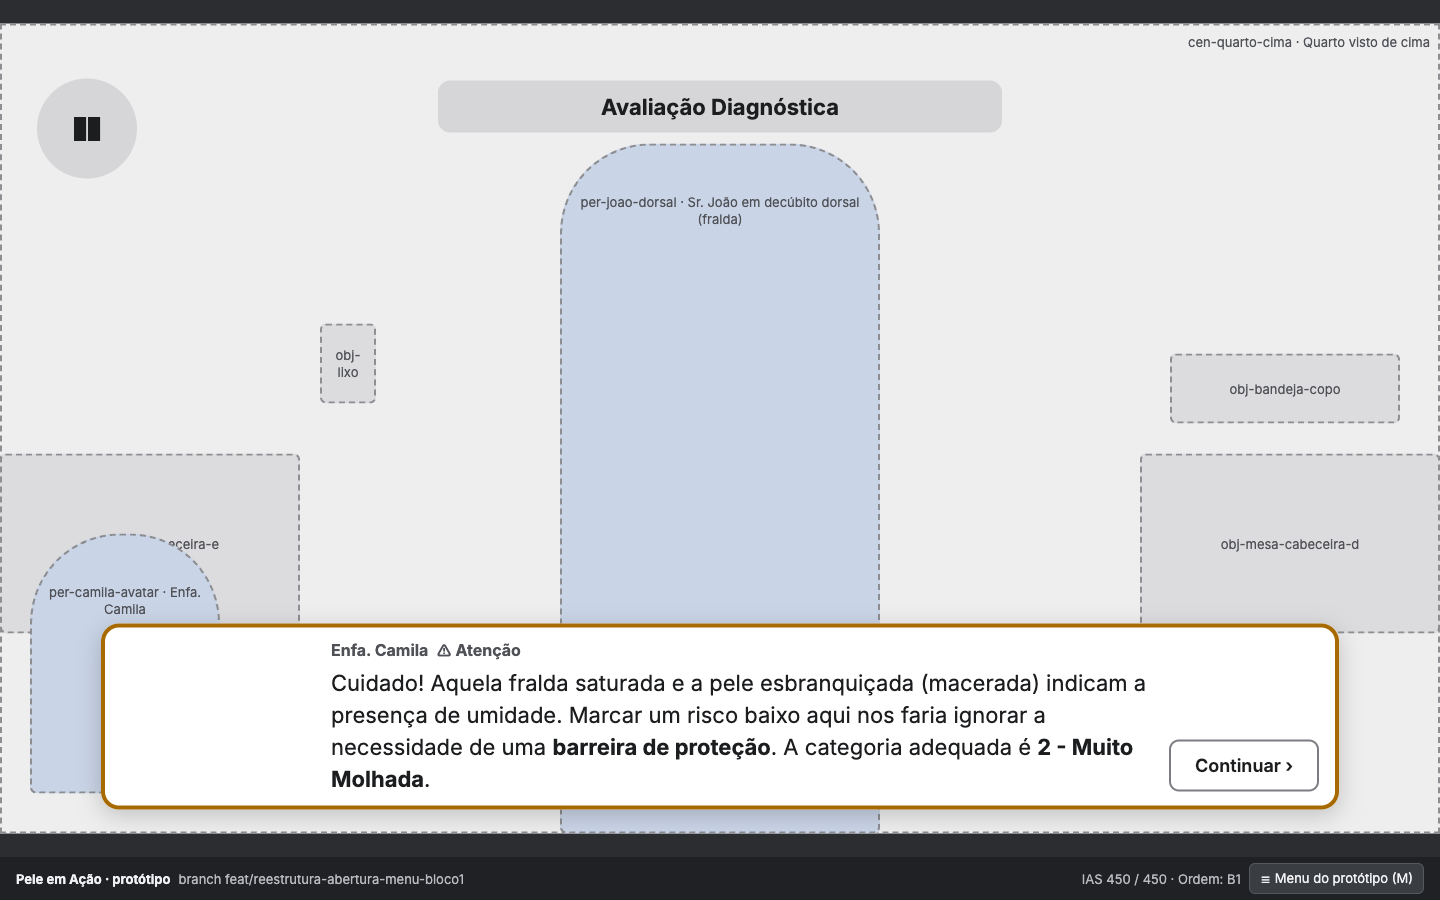 cen-quarto-cima · Quarto visto de cima
Avaliação Diagnóstica
per-joao-dorsal · Sr. João em decúbito dorsal
(fralda)
obj-
lixo
obj-bandeja-copo
eceira-e
obj-mesa-cabeceira-d
per-camila-avatar · Enfa.
Camila
Enfa. Camila ⚠ Atenção
Cuidado! Aquela fralda saturada e a pele esbranquiçada (macerada) indicam a
presença de umidade. Marcar um risco baixo aqui nos faria ignorar a
necessidade de uma barreira de proteção. A categoria adequada é 2 - Muito
Molhada.
Continuar ›
Pele em Ação · protótipo branch feat/reestrutura-abertura-menu-bloco1
IAS 450 / 450 · Ordem: B1 ≡ Menu do protótipo (M)